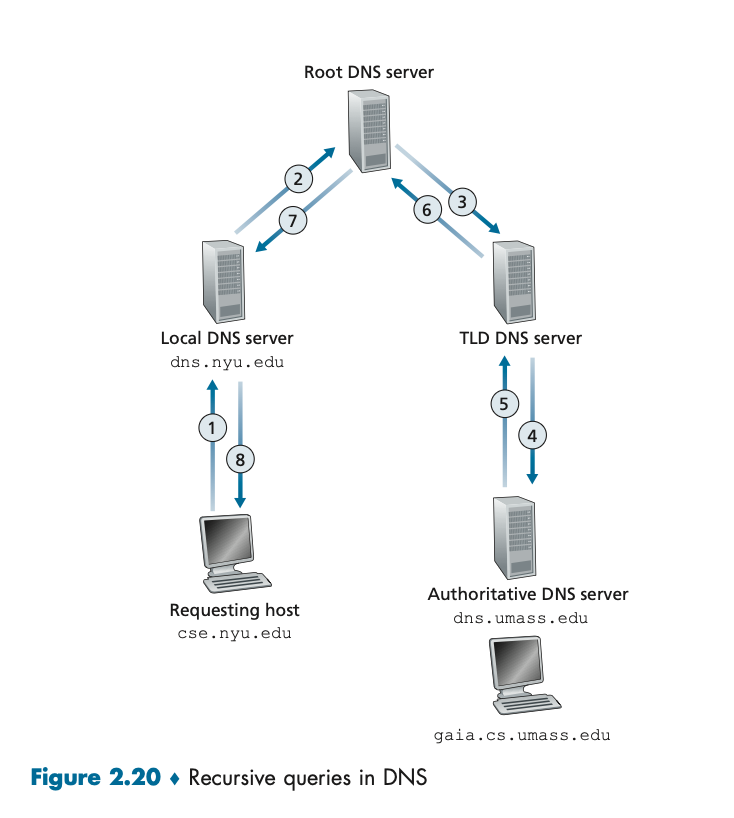 Root DNS server
2
7
6
3
Local DNS server
dns.nyu.edu
TLD DNS server
1
8
5
4
Requesting host
cse.nyu.edu
Authoritative DNS server
dns.umass.edu
gaia.cs.umass.edu
Figure 2.20 ♦ Recursive queries in DNS